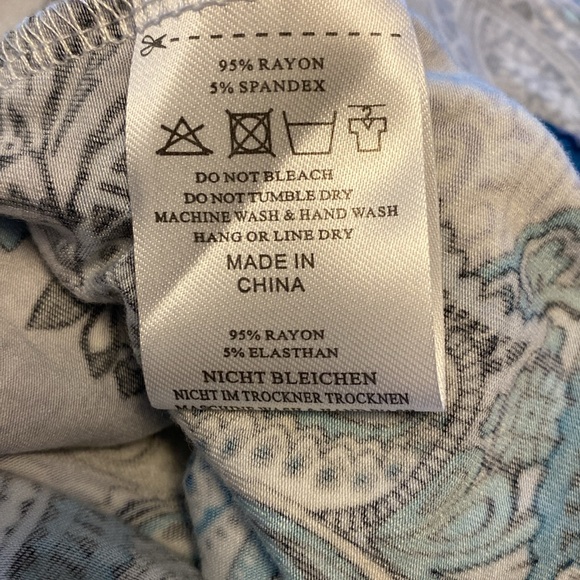 95% RAYON
5% SPANDEX
DO NOT BLEACH
DO NOT TUMBLE DRY
MACHINE WASH & HAND WASH
HANG OR LINE DRY
MADE IN
CHINA
95% RAYON
5% ELASTHAN
NICHT BLEICHEN
NICHT IM TROCKNER TROCKNEN